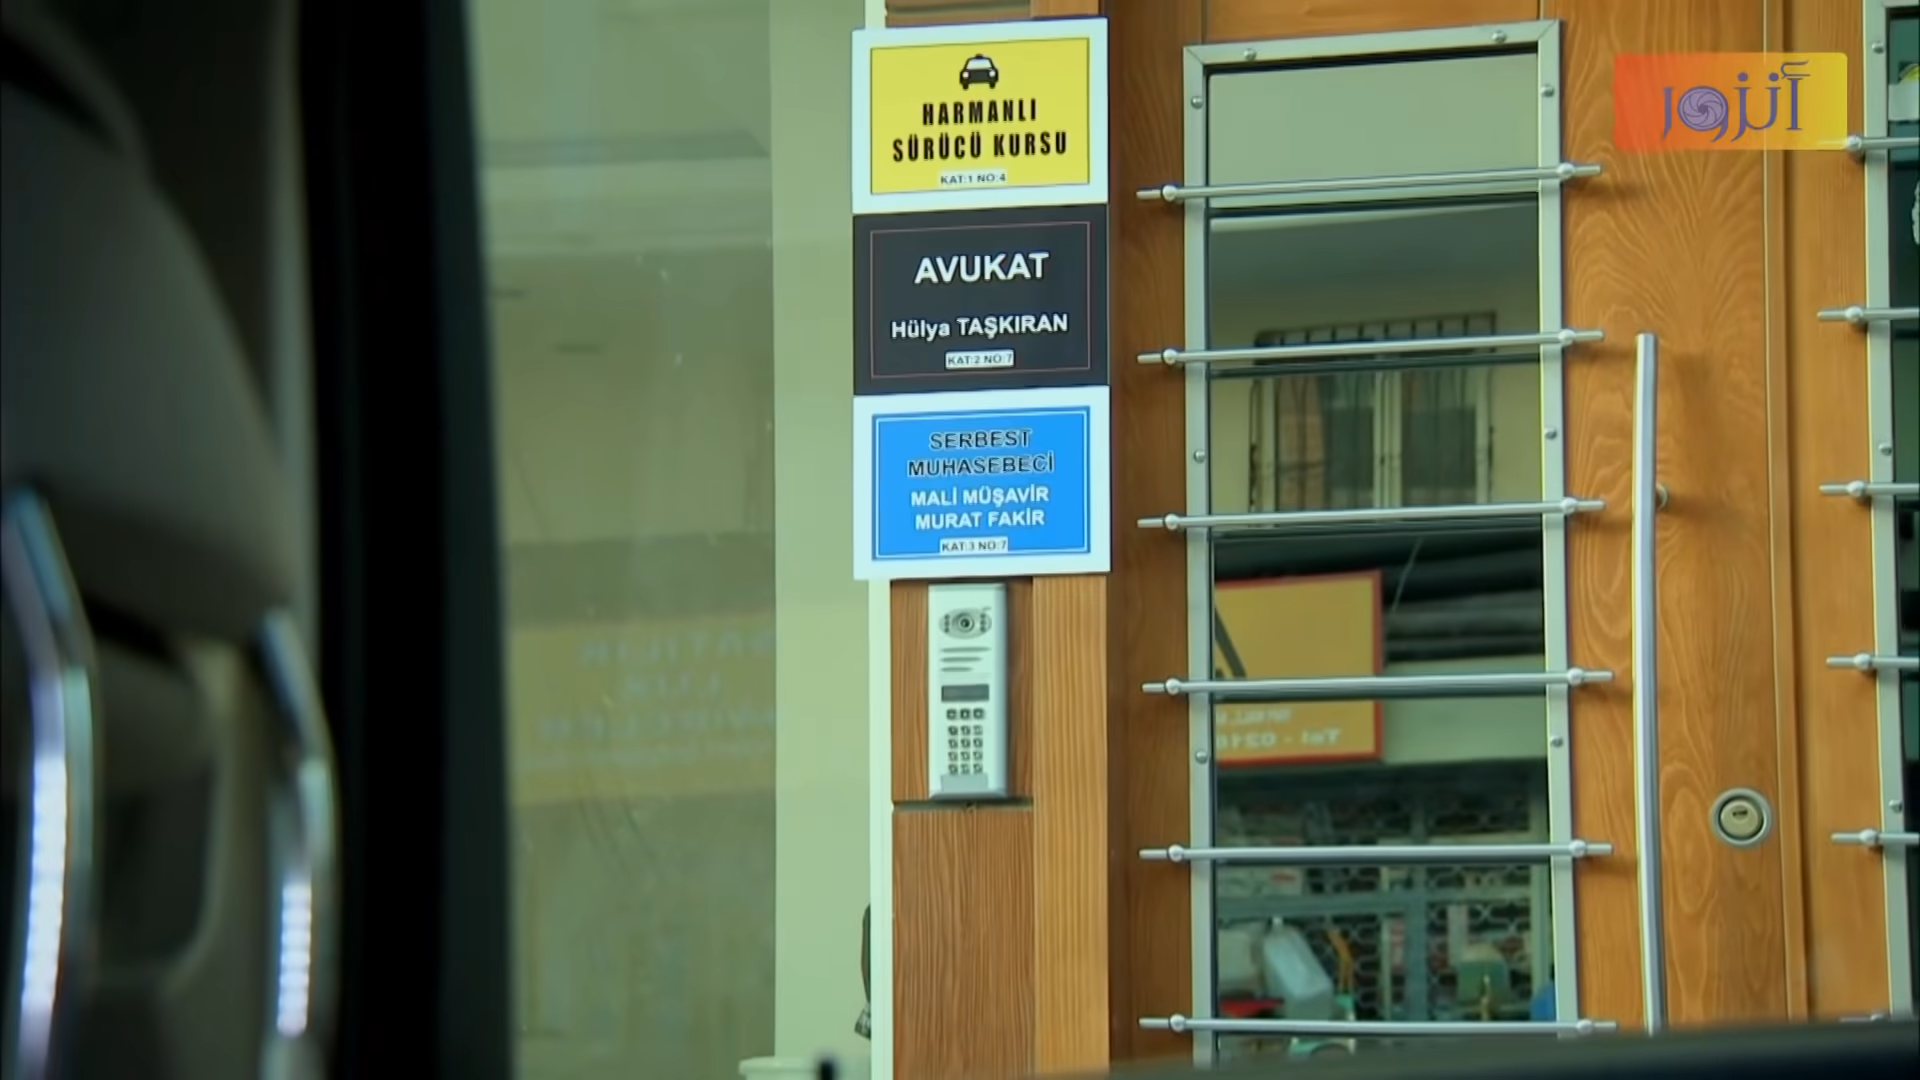 HARMANLI
SÜRÜCÜ KURSU
KAT:1 NO:4
AVUKAT
Hülya TAŞKIRAN
KAT:2 NO:7
SERBEST
MUHASEBECİ
MALİ MÜŞAVİR
MURAT FAKİR
KAT:3 NO:7